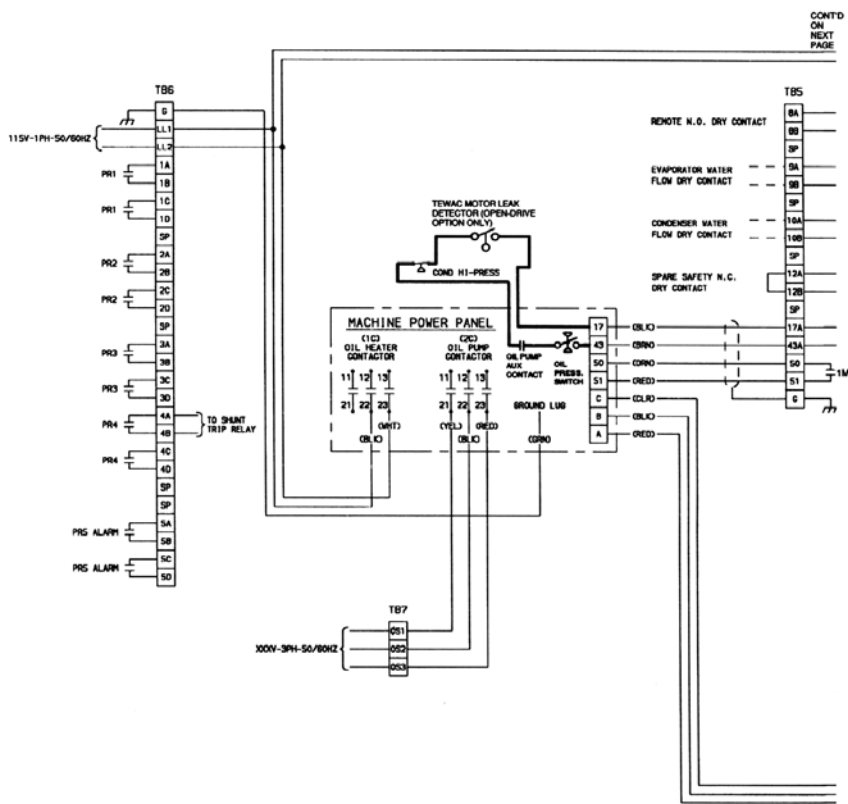 CONT'D
ON
NEXT
PAGE
TB6
G
LL1
LL2
1A
1B
1C
1D
SP
2A
2B
2C
2D
SP
3A
3B
3C
3D
4A
4B
4C
4D
SP
SP
5A
5B
5C
5D
115V-1PH-50/60HZ
PR1
PR1
PR2
PR2
PR3
PR3
PR4
TO SHUNT
TRIP RELAY
PR4
PR5 ALARM
PR5 ALARM
TEWAC MOTOR LEAK
DETECTOR (OPEN-DRIVE
OPTION ONLY)
COND HI-PRESS
MACHINE POWER PANEL
(1C)
OIL HEATER
CONTACTOR
(2C)
OIL PUMP
CONTACTOR
11 12 13
21 22 23
11 12 13
21 22 23
(WHT)
(BLK)
(YEL)
(RED)
(BLK)
GROUND LUG
(GRN)
OIL PUMP
AUX
CONTACT
OIL
PRESS.
SWITCH
17
43
50
51
C
B
A
(BLK)
(BRN)
(ORN)
(RED)
(CLR)
(BLK)
(RED)
TB5
8A
8B
SP
9A
9B
SP
10A
10B
SP
12A
12B
SP
17A
43A
50
51
G
REMOTE N.O. DRY CONTACT
EVAPORATOR WATER
FLOW DRY CONTACT
CONDENSER WATER
FLOW DRY CONTACT
SPARE SAFETY N.C.
DRY CONTACT
1M
TB7
OS1
OS2
OS3
XXXV-3PH-50/60HZ